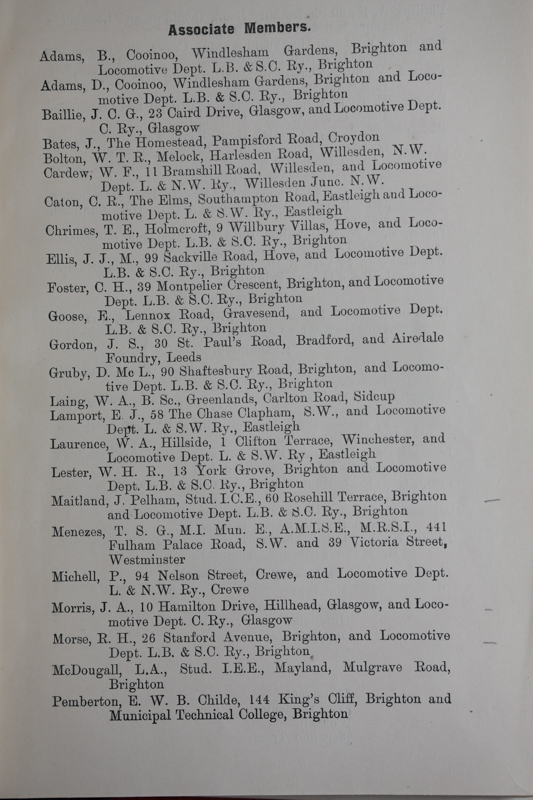 Associate Members.
Adams, B., Cooinoo, Windlesham Gardens, Brighton and
Locomotive Dept. L.B. & S.C. Ry., Brighton
Adams, D., Cooinoo, Windlesham Gardens, Brighton and Loco-
motive Dept. L.B. & S.C. Ry., Brighton
Baillie, J. C. G., 23 Caird Drive, Glasgow, and Locomotive Dept.
C. Ry., Glasgow
Bates, J., The Homestead, Pampisford Road, Croydon
Bolton, W. T. R., Melock, Harlesden Road, Willesden, N.W.
Cardew, W. F., 11 Bramshill Road, Willesden, and Locomotive
Dept. L. & N.W. Ry., Willesden Junc. N.W.
Caton, C. R., The Elms, Southampton Road, Eastleigh and Loco-
motive Dept. L. & S.W. Ry., Eastleigh
Chrimes, T. E., Holmcroft, 9 Willbury Villas, Hove, and Loco-
motive Dept. L.B. & S.C. Ry., Brighton
Ellis, J. J., M., 99 Sackville Road, Hove, and Locomotive Dept.
L.B. & S.C. Ry., Brighton
Foster, C. H., 39 Montpelier Crescent, Brighton, and Locomotive
Dept. L.B. & S.C. Ry., Brighton
Goose, E., Lennox Road, Gravesend, and Locomotive Dept.
L.B. & S.C. Ry., Brighton
Gordon, J. S., 30 St. Paul's Road, Bradford, and Airedale
Foundry, Leeds
Gruby, D. Mc L., 90 Shaftesbury Road, Brighton, and Locomo-
tive Dept. L.B. & S.C. Ry., Brighton
Laing, W. A., B. Sc., Greenlands, Carlton Road, Sidcup
Lamport, E. J., 58 The Chase Clapham, S.W., and Locomotive
Dept. L. & S.W. Ry., Eastleigh
Laurence, W. A., Hillside, 1 Clifton Terrace, Winchester, and
Locomotive Dept. L. & S.W. Ry , Eastleigh
Lester, W. H. R., 13 York Grove, Brighton and Locomotive
Dept. L.B. & S.C. Ry., Brighton
Maitland, J. Pelham, Stud. I.C.E., 60 Rosehill Terrace, Brighton
and Locomotive Dept. L.B. & S.C. Ry., Brighton
Menezes, T. S. G., M.I. Mun. E., A.M.I.S.E., M.R.S.I., 441
Fulham Palace Road, S.W. and 39 Victoria Street,
Westminster
Michell, P., 94 Nelson Street, Crewe, and Locomotive Dept.
L. & N.W. Ry., Crewe
Morris, J. A., 10 Hamilton Drive, Hillhead, Glasgow, and Loco-
motive Dept. C. Ry., Glasgow
Morse, R. H., 26 Stanford Avenue, Brighton, and Locomotive
Dept. L.B. & S.C. Ry., Brighton
McDougall, L.A., Stud. I.E.E., Mayland, Mulgrave Road,
Brighton
Pemberton, E. W. B. Childe, 144 King's Cliff, Brighton and
Municipal Technical College, Brighton